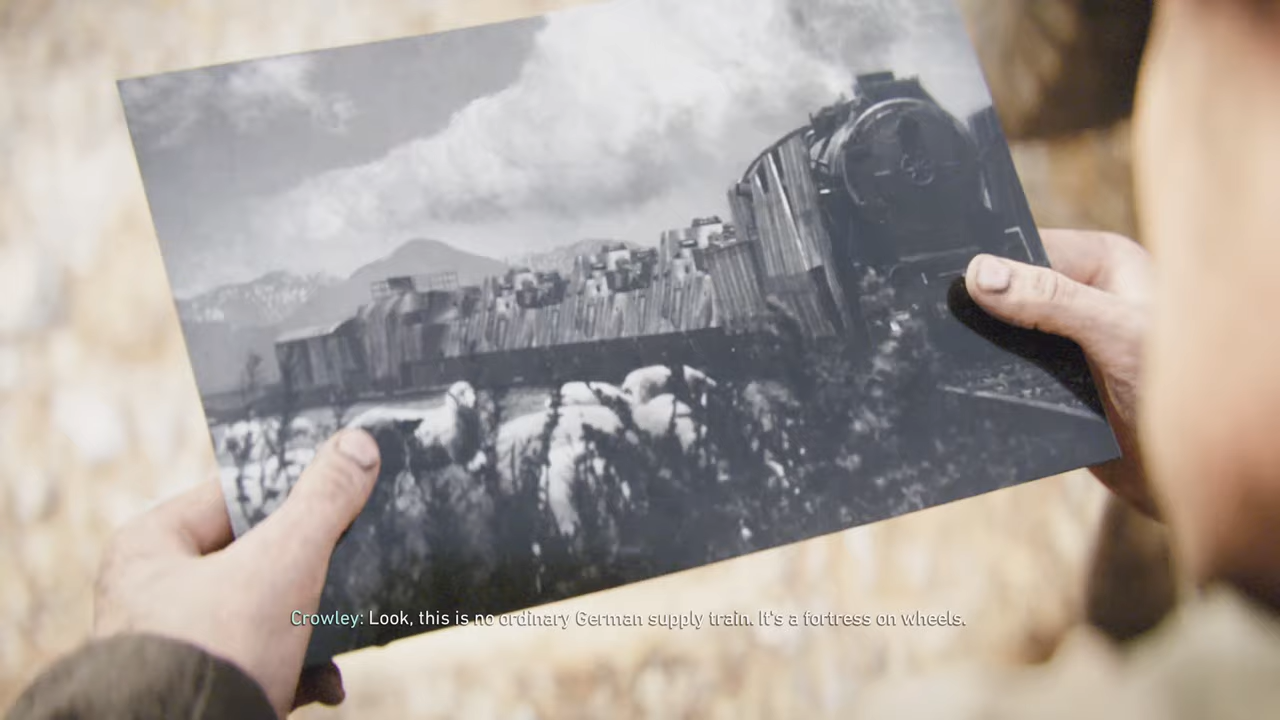 Crowley: Look, this is no ordinary German supply train. It's a fortress on wheels.